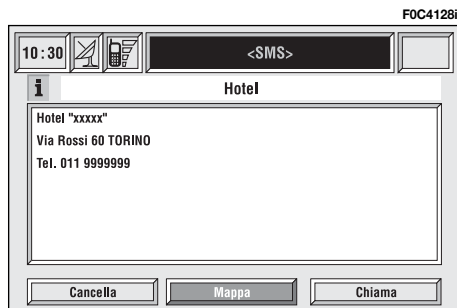 F0C4128i
10:30 <SMS>
i Hotel
Hotel "xxxxx"
Via Rossi 60 TORINO
Tel. 011 9999999
Cancella Mappa Chiama